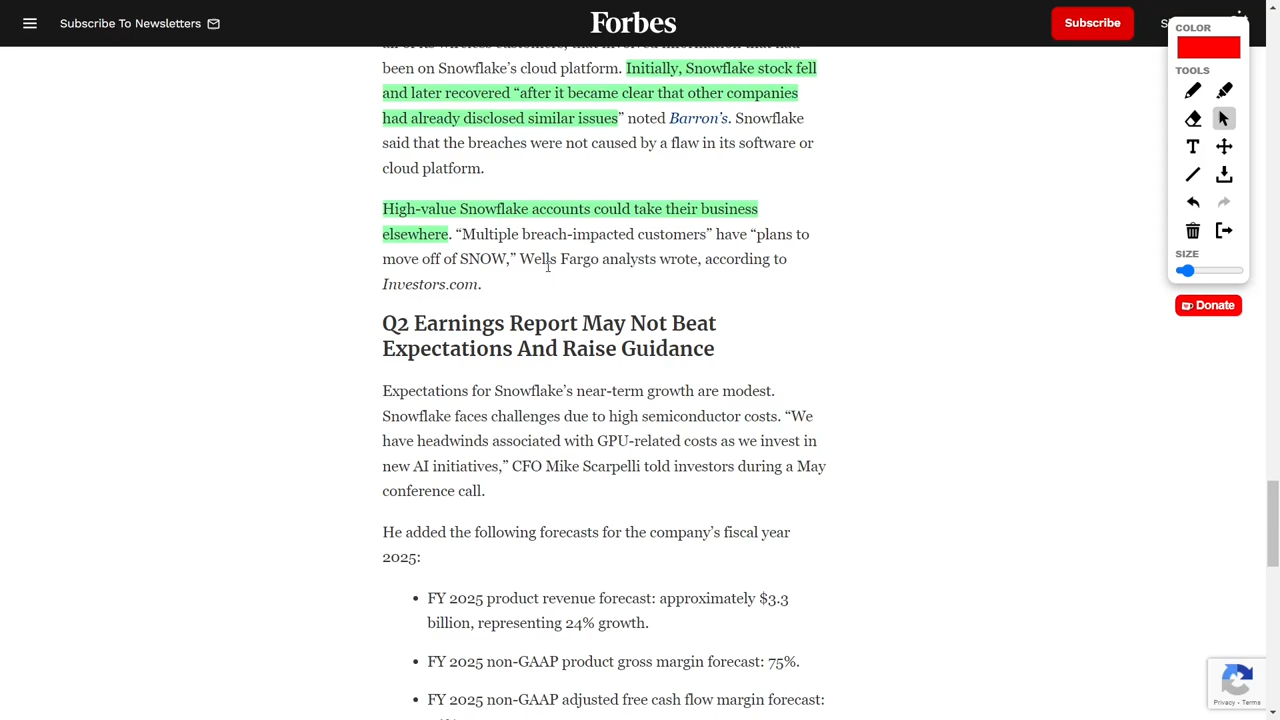 Subscribe To Newsletters
Forbes
Subscribe
COLOR
TOOLS
SIZE
Donate
been on Snowflake's cloud platform. Initially, Snowflake stock fell
and later recovered “after it became clear that other companies
had already disclosed similar issues” noted Barron's. Snowflake
said that the breaches were not caused by a flaw in its software or
cloud platform.
High-value Snowflake accounts could take their business
elsewhere. “Multiple breach-impacted customers” have “plans to
move off of SNOW,” Wells Fargo analysts wrote, according to
Investors.com.
Q2 Earnings Report May Not Beat
Expectations And Raise Guidance
Expectations for Snowflake's near-term growth are modest.
Snowflake faces challenges due to high semiconductor costs. “We
have headwinds associated with GPU-related costs as we invest in
new AI initiatives,” CFO Mike Scarpelli told investors during a May
conference call.
He added the following forecasts for the company's fiscal year
2025:
• FY 2025 product revenue forecast: approximately $3.3
billion, representing 24% growth.
• FY 2025 non-GAAP product gross margin forecast: 75%.
• FY 2025 non-GAAP adjusted free cash flow margin forecast:
Privacy - Terms